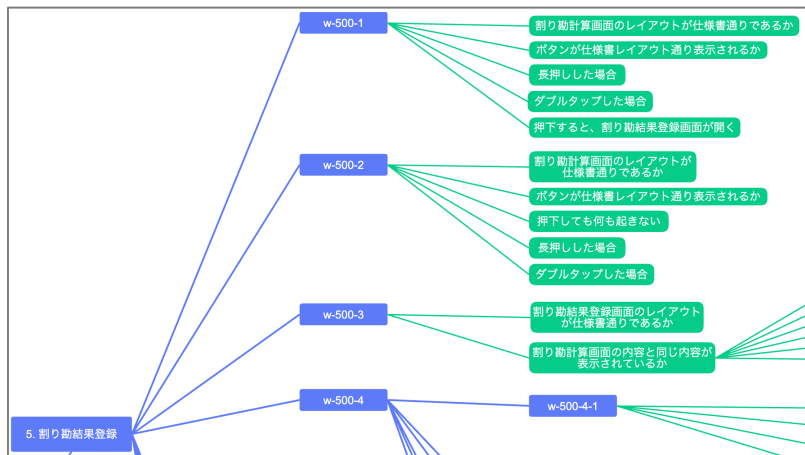 w-500-1
割り勘計算画面のレイアウトが仕様書通りであるか
ボタンが仕様書レイアウト通り表示されるか
長押しした場合
ダブルタップした場合
押下すると、割り勘結果登録画面が開く
w-500-2
割り勘計算画面のレイアウトが
仕様書通りであるか
ボタンが仕様書レイアウト通り表示されるか
押下しても何も起きない
長押しした場合
ダブルタップした場合
w-500-3
割り勘結果登録画面のレイアウト
が仕様書通りであるか
割り勘計算画面の内容と同じ内容が
表示されているか
w-500-4
w-500-4-1
5. 割り勘結果登録